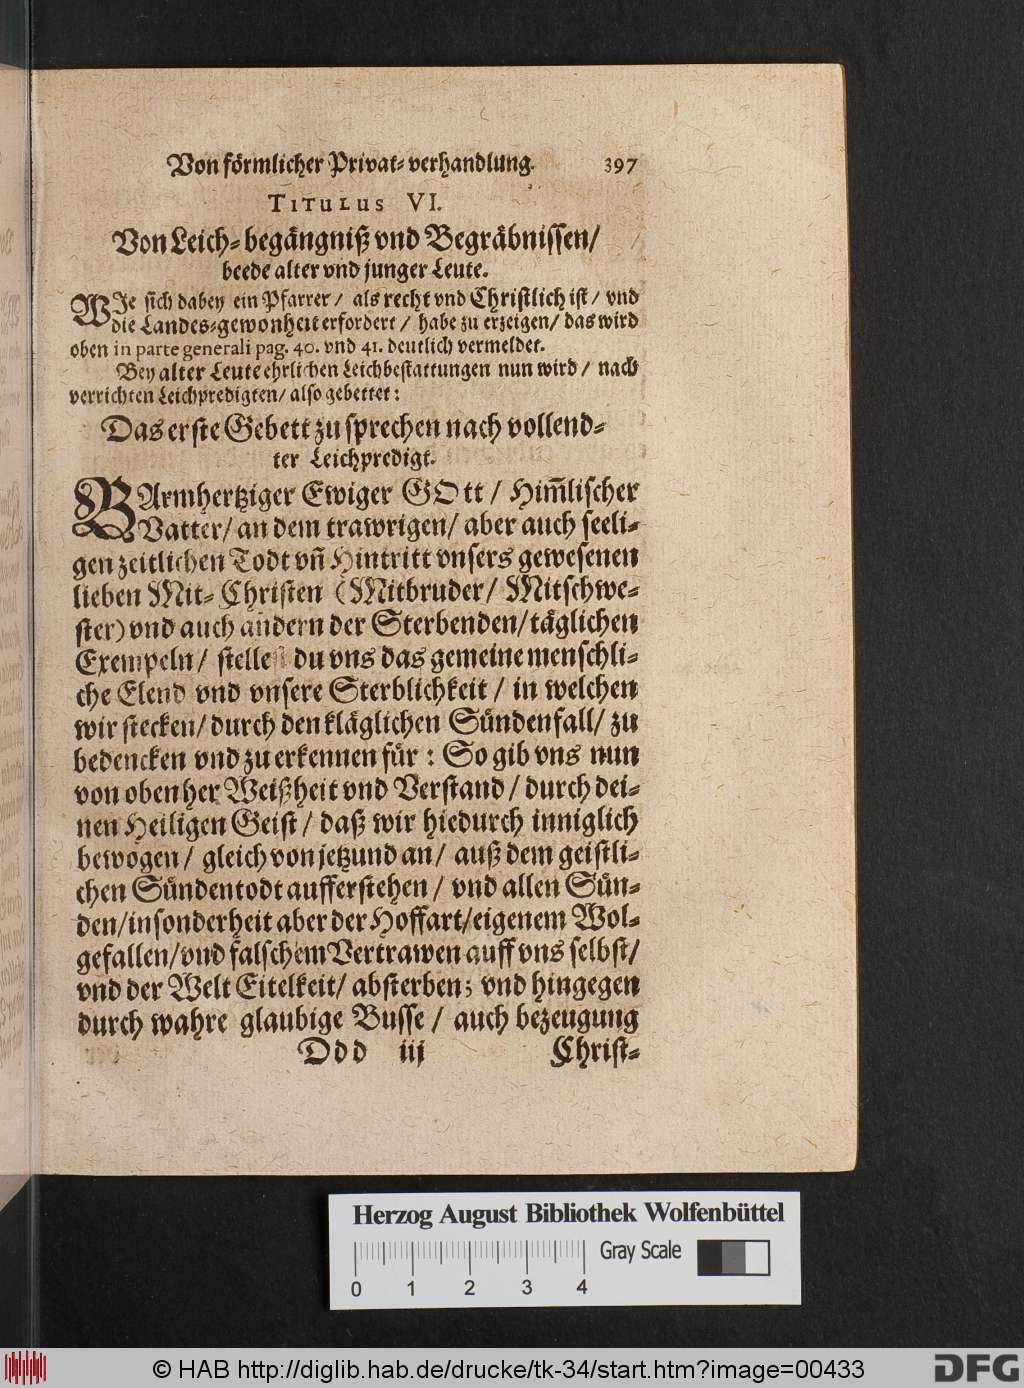 Von förmlicher Privat-verhandlung. 397
TITULUS VI.
Von Leich-begängniß vnd Begräbnissen/
beede alter vnd junger Leute.
WJe sich dabey ein Pfarrer / als recht vnd Christlich ist / vnd
die Landes-gewonheit erfordert / habe zu erzeigen/ das wird
oben in parte generali pag. 40. vnd 41. deutlich vermeldet.
Bey alter Leute ehrlichen Leichbestattungen nun wird / nach
verrichten Leichpredigten/ also gebettet:
Das erste Gebett zu sprechen nach vollend-
ter Leichpredigt.
BArmhertziger Ewiger GOtt / Him̃lischer
Vatter/ an dem trawrigen/ aber auch seeli-
gen zeitlichen Todt vñ Hintritt vnsers gewesenen
lieben Mit-Christen (Mitbruder/ Mitschwe-
ster) vnd auch andern der Sterbenden/ täglichen
Exempeln/ stellest du vns das gemeine menschli-
che Elend vnd vnsere Sterblichkeit / in welchen
wir stecken/ durch den kläglichen Sündenfall/ zu
bedencken vnd zu erkennen für : So gib vns nun
von oben her Weißheit vnd Verstand / durch dei-
nen Heiligen Geist / daß wir hiedurch inniglich
bewogen / gleich von jetzund an/ auß dem geistli-
chen Sündentodt aufferstehen / vnd allen Sün-
den/ insonderheit aber der Hoffart/ eigenem Wol-
gefallen/ vnd falschem Vertrawen auff vns selbst/
vnd der Welt Eitelkeit/ absterben; vnd hingegen
durch wahre glaubige Busse / auch bezeugung
Ddd iij Christ-
Herzog August Bibliothek Wolfenbüttel
Gray Scale
0 1 2 3 4
© HAB http://diglib.hab.de/drucke/tk-34/start.htm?image=00433
DFG